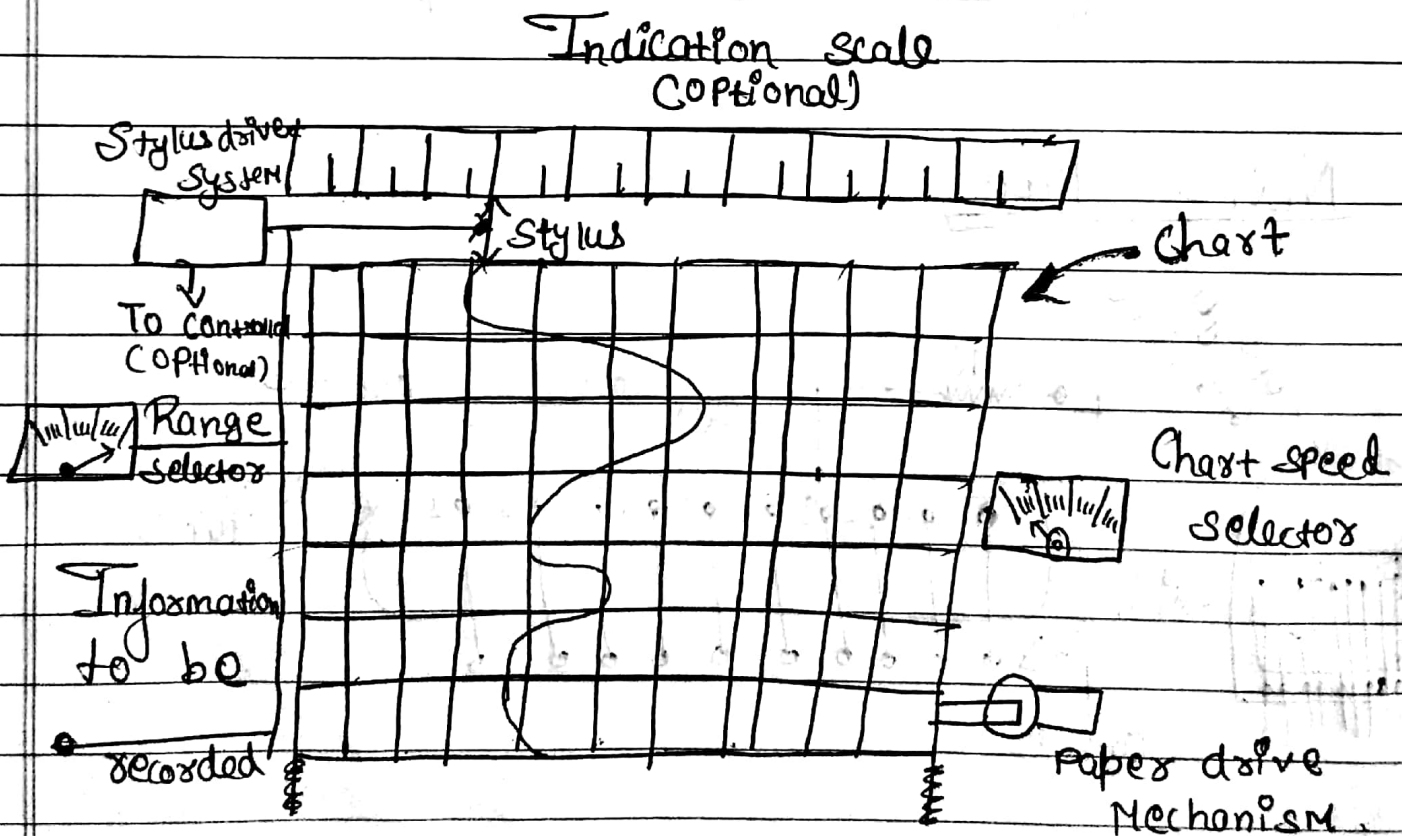 Indication scale
(Optional)
Stylus drive
system
Stylus
Chart
To control
(Optional)
Range
selector
Chart speed
selector
Information
to be
recorded
Paper drive
Mechanism.